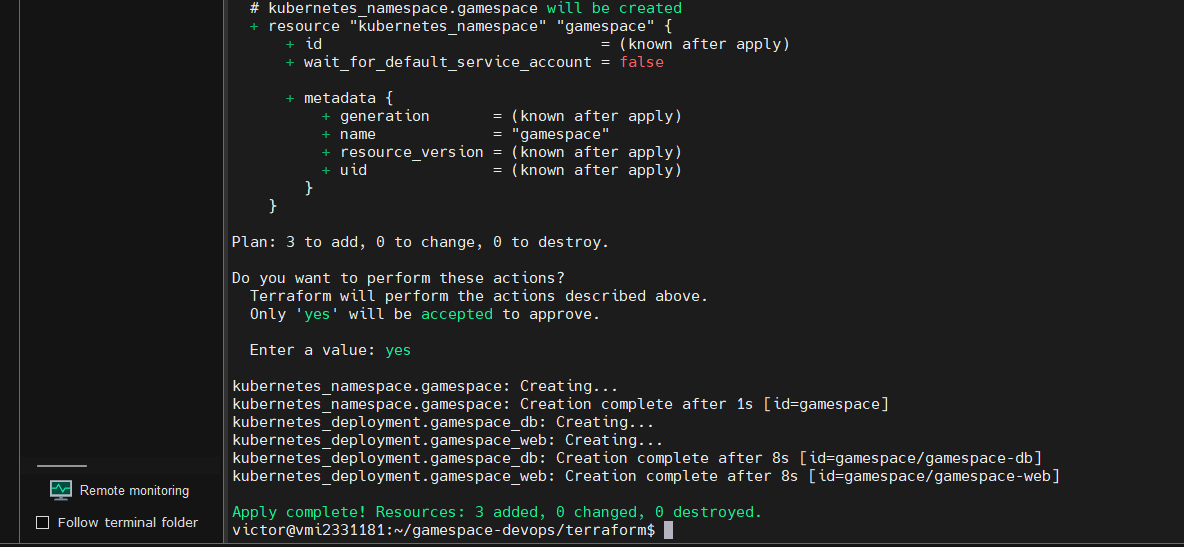 # kubernetes_namespace.gamespace will be created
+ resource "kubernetes_namespace" "gamespace" {
+ id = (known after apply)
+ wait_for_default_service_account = false
+ metadata {
+ generation = (known after apply)
+ name = "gamespace"
+ resource_version = (known after apply)
+ uid = (known after apply)
}
}
Plan: 3 to add, 0 to change, 0 to destroy.
Do you want to perform these actions?
Terraform will perform the actions described above.
Only 'yes' will be accepted to approve.
Enter a value: yes
kubernetes_namespace.gamespace: Creating...
kubernetes_namespace.gamespace: Creation complete after 1s [id=gamespace]
kubernetes_deployment.gamespace_db: Creating...
kubernetes_deployment.gamespace_web: Creating...
kubernetes_deployment.gamespace_db: Creation complete after 8s [id=gamespace/gamespace-db]
kubernetes_deployment.gamespace_web: Creation complete after 8s [id=gamespace/gamespace-web]
Apply complete! Resources: 3 added, 0 changed, 0 destroyed.
victor@vmi2331181:~/gamespace-devops/terraform$
Remote monitoring
Follow terminal folder